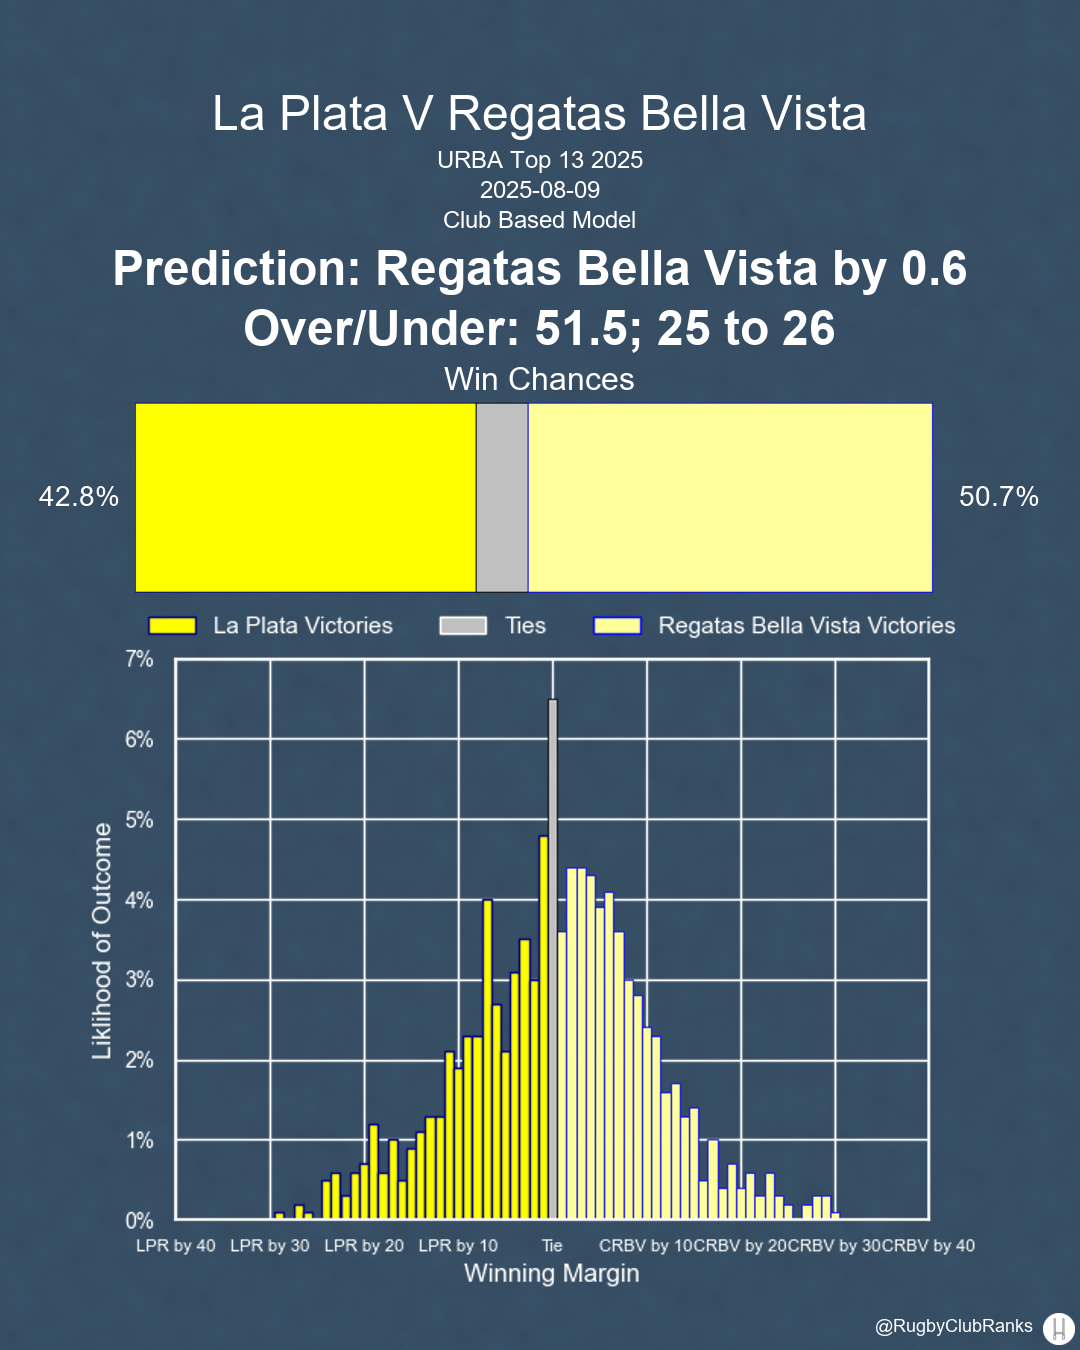 La Plata V Regatas Bella Vista
URBA Top 13 2025
2025-08-09
Club Based Model
Prediction: Regatas Bella Vista by 0.6
Over/Under: 51.5; 25 to 26
Win Chances
42.8%
50.7%
La Plata Victories
Ties
Regatas Bella Vista Victories
7%
6%
5%
4%
3%
2%
1%
0%
Liklihood of Outcome
LPR by 40 LPR by 30 LPR by 20 LPR by 10 Tie CRBV by 10 CRBV by 20 CRBV by 30 CRBV by 40
Winning Margin
@RugbyClubRanks